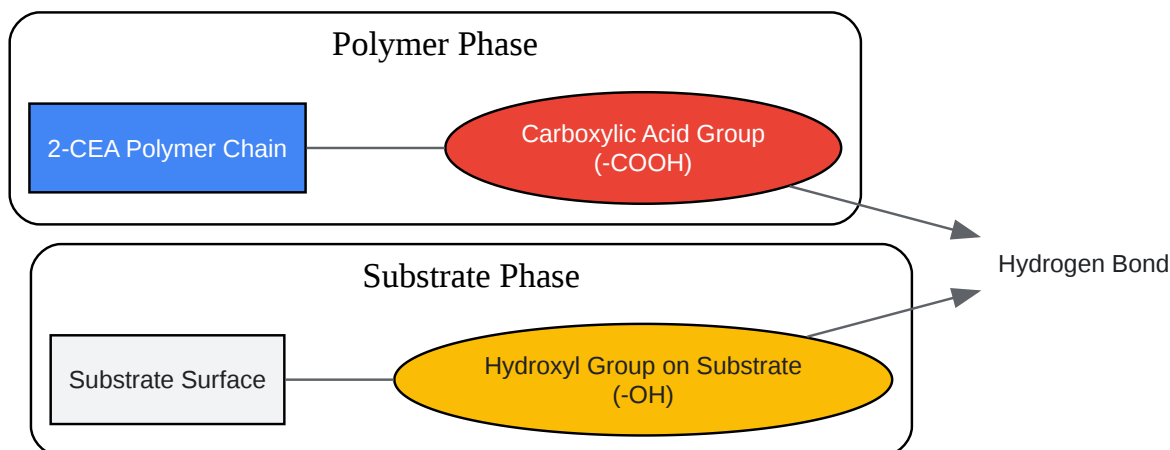 Polymer Phase
2-CEA Polymer Chain
Carboxylic Acid Group
(-COOH)
Hydrogen Bond
Substrate Phase
Substrate Surface
Hydroxyl Group on Substrate
(-OH)